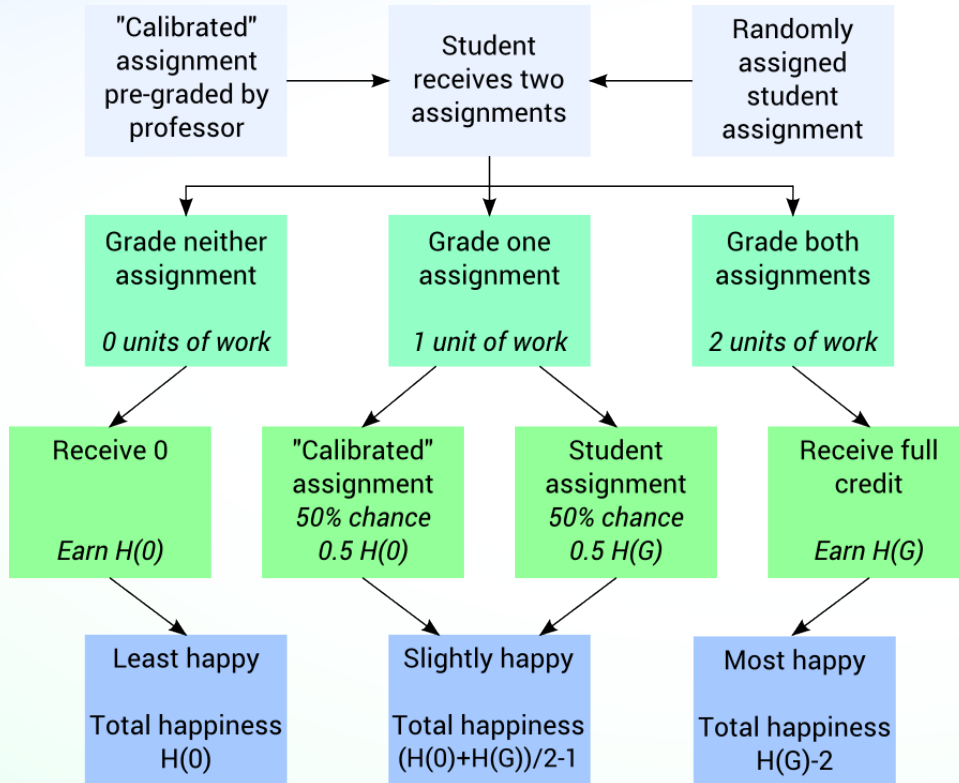 "Calibrated"
assignment
pre-graded by
professor
Student
receives two
assignments
Randomly
assigned
student
assignment
Grade neither
assignment
0 units of work
Grade one
assignment
1 unit of work
Grade both
assignments
2 units of work
Receive 0
Earn H(0)
"Calibrated"
assignment
50% chance
0.5 H(0)
Student
assignment
50% chance
0.5 H(G)
Receive full
credit
Earn H(G)
Least happy
Total happiness
H(0)
Slightly happy
Total happiness
(H(0)+H(G))/2-1
Most happy
Total happiness
H(G)-2